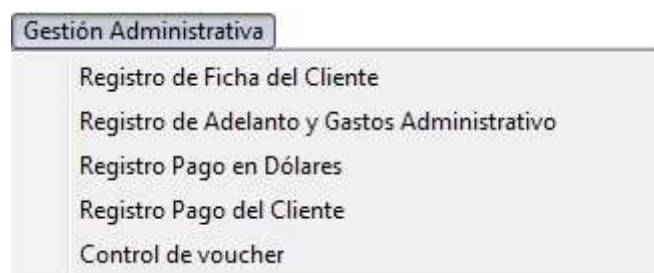 Gestión Administrativa
Registro de Ficha del Cliente
Registro de Adelanto y Gastos Administrativo
Registro Pago en Dólares
Registro Pago del Cliente
Control de voucher